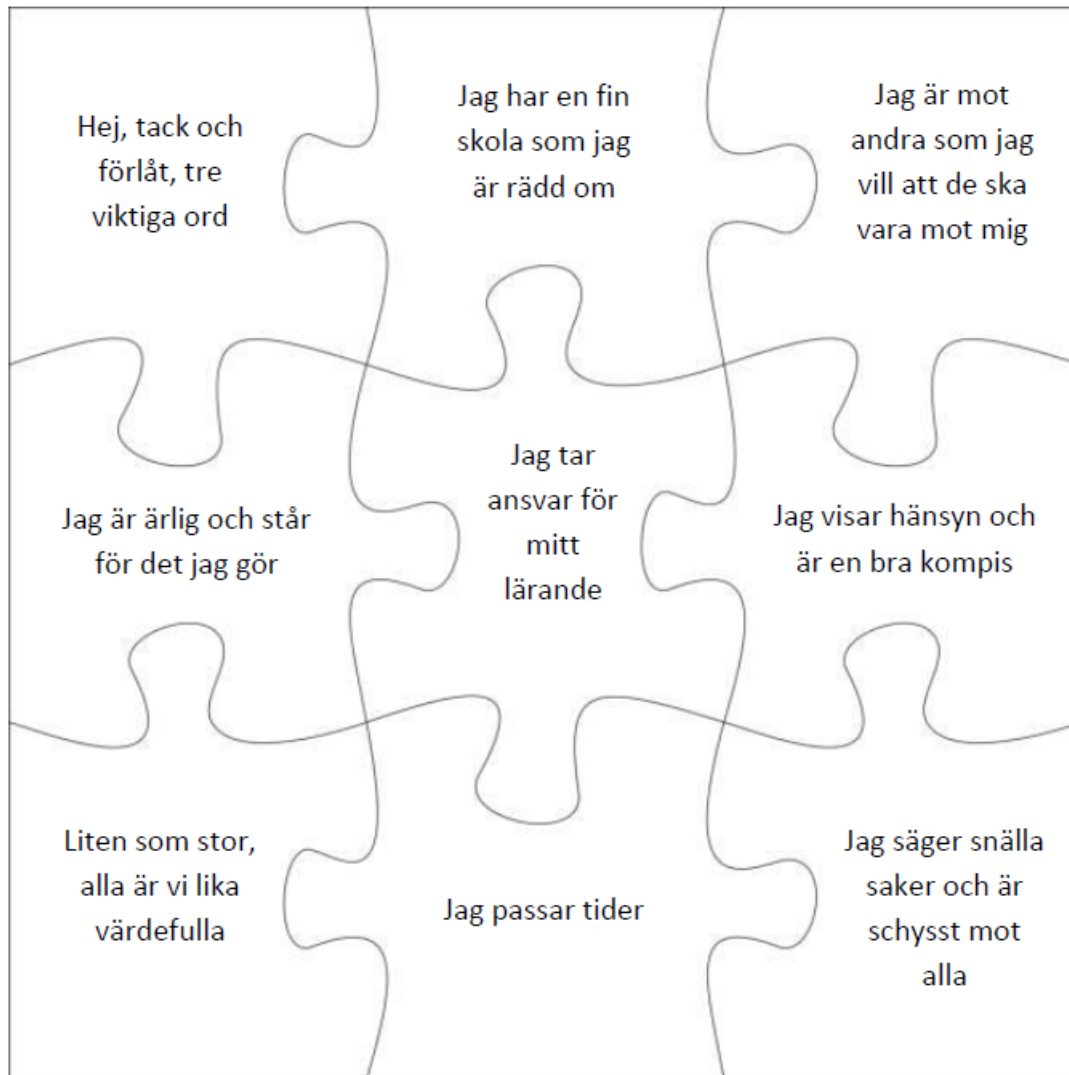 Hej, tack och
förlåt, tre
viktiga ord
Jag har en fin
skola som jag
är rädd om
Jag är mot
andra som jag
vill att de ska
vara mot mig
Jag är ärlig och står
för det jag gör
Jag tar
ansvar för
mitt
lärande
Jag visar hänsyn och
är en bra kompis
Liten som stor,
alla är vi lika
värdefulla
Jag passar tider
Jag säger snälla
saker och är
schysst mot
alla